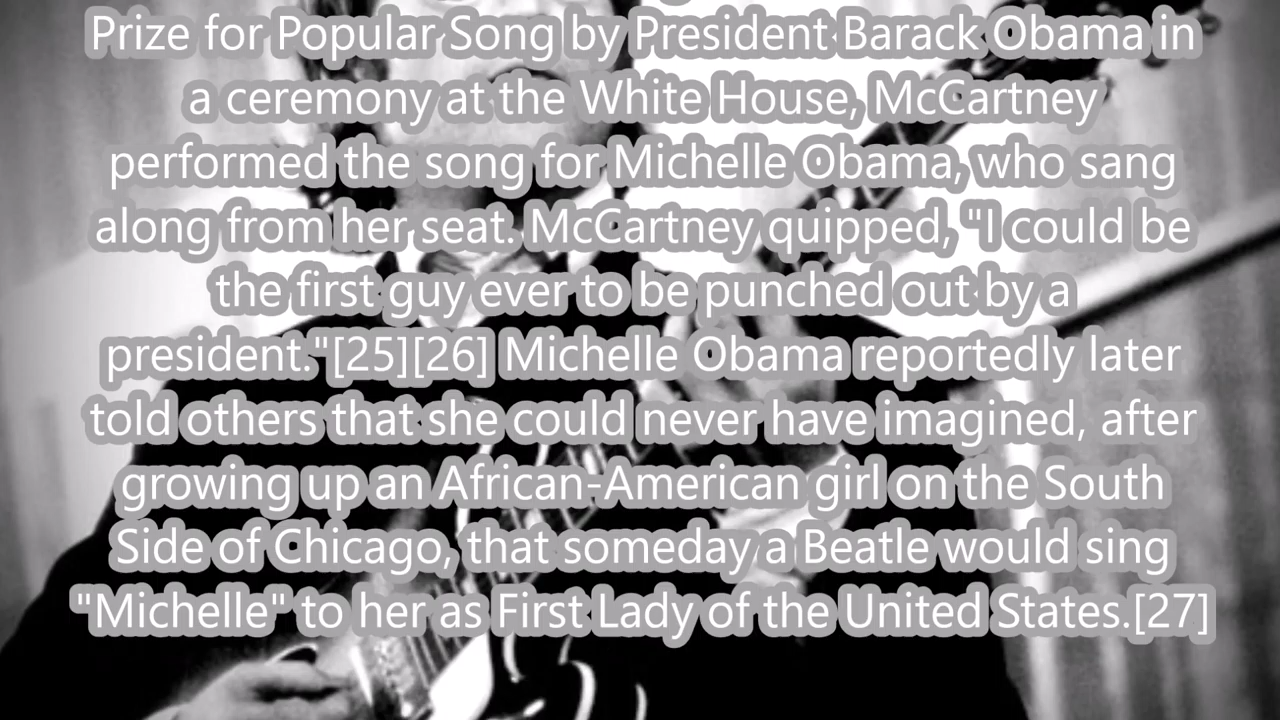 Prize for Popular Song by President Barack Obama in
a ceremony at the White House, McCartney
performed the song for Michelle Obama, who sang
along from her seat. McCartney quipped, "I could be
the first guy ever to be punched out by a
president."[25][26] Michelle Obama reportedly later
told others that she could never have imagined, after
growing up an African-American girl on the South
Side of Chicago, that someday a Beatle would sing
"Michelle" to her as First Lady of the United States.[27]